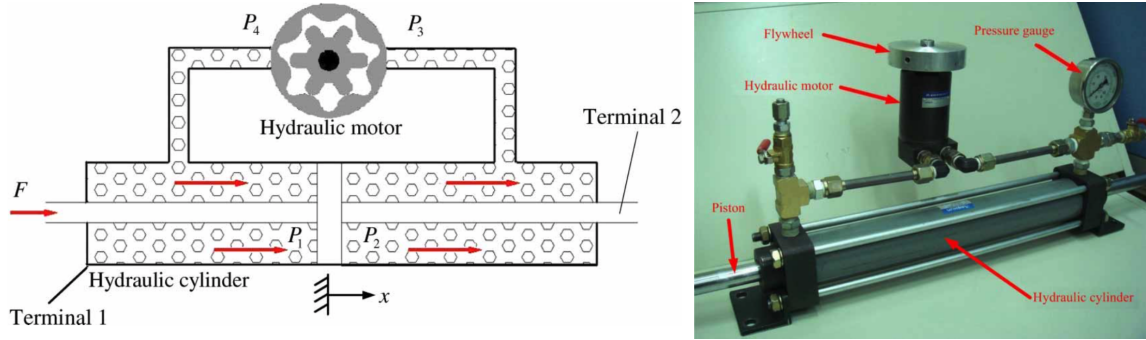 P4
P3
Hydraulic motor
Terminal 2
F
P1
P2
Hydraulic cylinder
x
Terminal 1
Flywheel
Pressure gauge
Hydraulic motor
Piston
Hydraulic cylinder